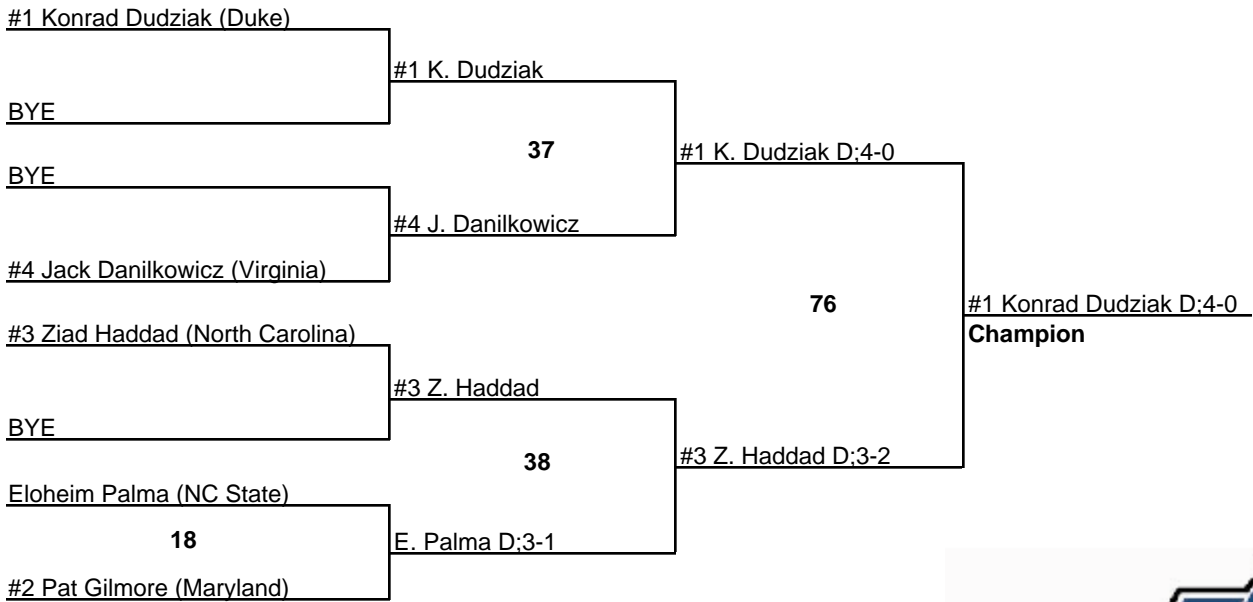 #1 Konrad Dudziak (Duke)
#1 K. Dudziak
BYE
37
#1 K. Dudziak D;4-0
BYE
#4 J. Danilkowicz
#4 Jack Danilkowicz (Virginia)
76
#1 Konrad Dudziak D;4-0
Champion
#3 Ziad Haddad (North Carolina)
#3 Z. Haddad
BYE
38
#3 Z. Haddad D;3-2
Eloheim Palma (NC State)
18
E. Palma D;3-1
#2 Pat Gilmore (Maryland)